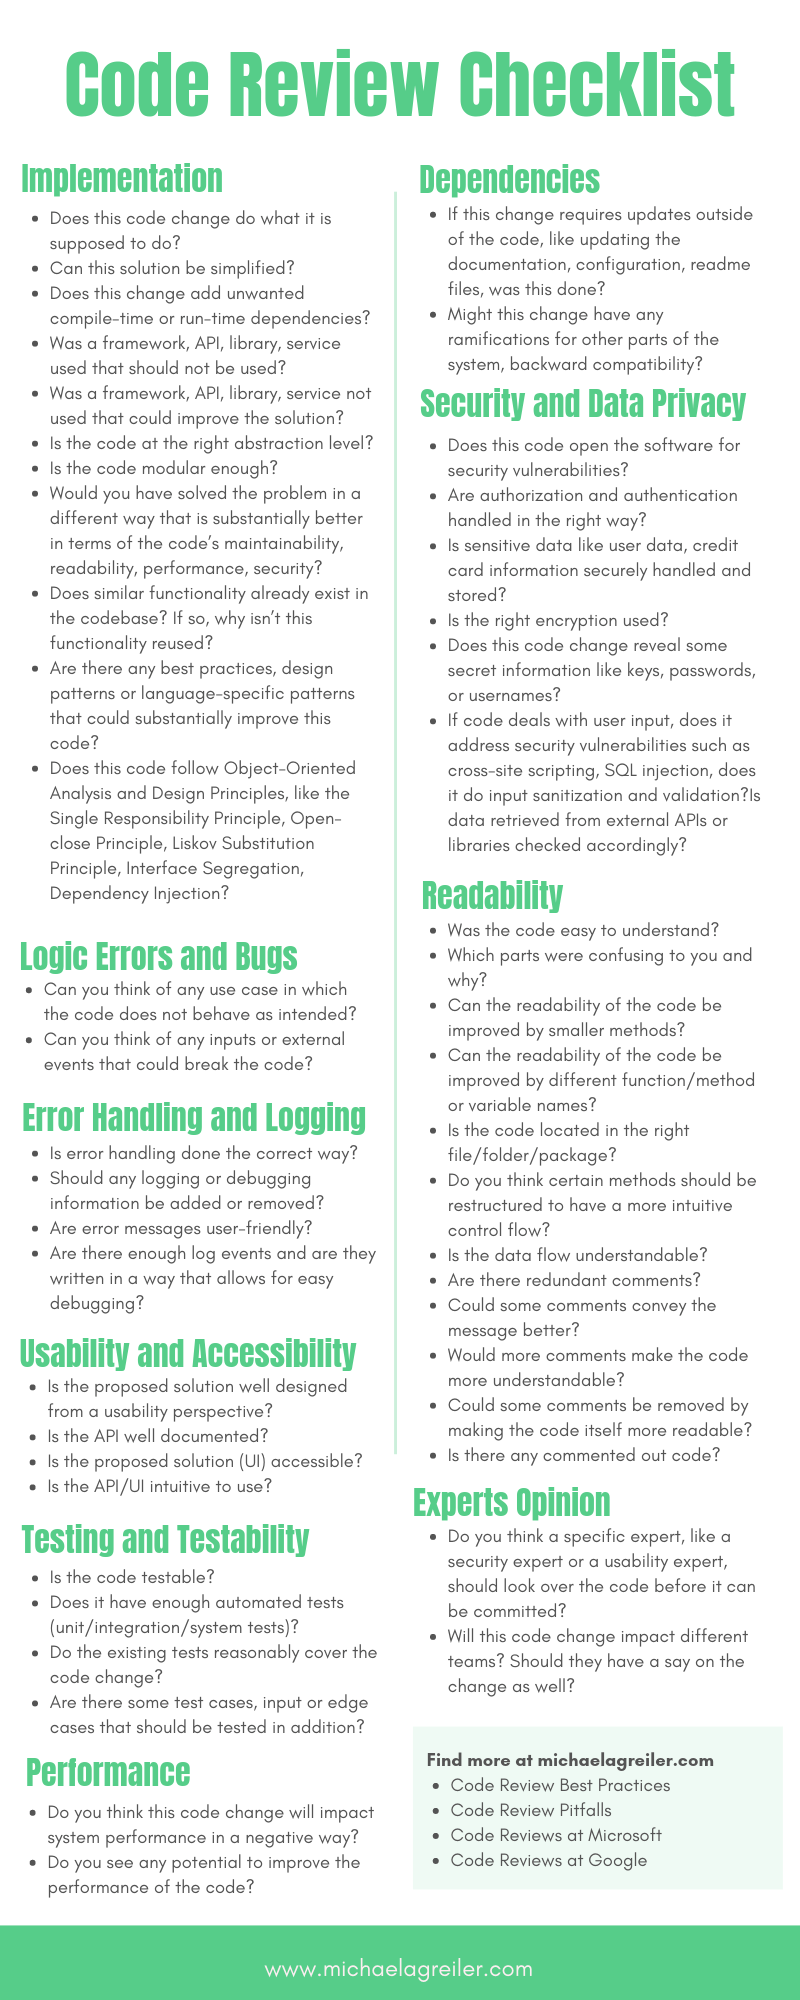 Code Review Checklist
Implementation
• Does this code change do what it is
supposed to do?
• Can this solution be simplified?
• Does this change add unwanted
compile-time or run-time dependencies?
• Was a framework, API, library, service
used that should not be used?
• Was a framework, API, library, service not
used that could improve the solution?
• Is the code at the right abstraction level?
• Is the code modular enough?
• Would you have solved the problem in a
different way that is substantially better
in terms of the code's maintainability,
readability, performance, security?
• Does similar functionality already exist in
the codebase? If so, why isn't this
functionality reused?
• Are there any best practices, design
patterns or language-specific patterns
that could substantially improve this
code?
• Does this code follow Object-Oriented
Analysis and Design Principles, like the
Single Responsibility Principle, Open-
close Principle, Liskov Substitution
Principle, Interface Segregation,
Dependency Injection?
Logic Errors and Bugs
• Can you think of any use case in which
the code does not behave as intended?
• Can you think of any inputs or external
events that could break the code?
Error Handling and Logging
• Is error handling done the correct way?
• Should any logging or debugging
information be added or removed?
• Are error messages user-friendly?
• Are there enough log events and are they
written in a way that allows for easy
debugging?
Usability and Accessibility
• Is the proposed solution well designed
from a usability perspective?
• Is the API well documented?
• Is the proposed solution (UI) accessible?
• Is the API/UI intuitive to use?
Testing and Testability
• Is the code testable?
• Does it have enough automated tests
(unit/integration/system tests)?
• Do the existing tests reasonably cover the
code change?
• Are there some test cases, input or edge
cases that should be tested in addition?
Performance
• Do you think this code change will impact
system performance in a negative way?
• Do you see any potential to improve the
performance of the code?
Dependencies
• If this change requires updates outside
of the code, like updating the
documentation, configuration, readme
files, was this done?
• Might this change have any
ramifications for other parts of the
system, backward compatibility?
Security and Data Privacy
• Does this code open the software for
security vulnerabilities?
• Are authorization and authentication
handled in the right way?
• Is sensitive data like user data, credit
card information securely handled and
stored?
• Is the right encryption used?
• Does this code change reveal some
secret information like keys, passwords,
or usernames?
• If code deals with user input, does it
address security vulnerabilities such as
cross-site scripting, SQL injection, does
it do input sanitization and validation?Is
data retrieved from external APIs or
libraries checked accordingly?
Readability
• Was the code easy to understand?
• Which parts were confusing to you and
why?
• Can the readability of the code be
improved by smaller methods?
• Can the readability of the code be
improved by different function/method
or variable names?
• Is the code located in the right
file/folder/package?
• Do you think certain methods should be
restructured to have a more intuitive
control flow?
• Is the data flow understandable?
• Are there redundant comments?
• Could some comments convey the
message better?
• Would more comments make the code
more understandable?
• Could some comments be removed by
making the code itself more readable?
• Is there any commented out code?
Experts Opinion
• Do you think a specific expert, like a
security expert or a usability expert,
should look over the code before it can
be committed?
• Will this code change impact different
teams? Should they have a say on the
change as well?
Find more at michaelagreiler.com
• Code Review Best Practices
• Code Review Pitfalls
• Code Reviews at Microsoft
• Code Reviews at Google
www.michaelagreiler.com